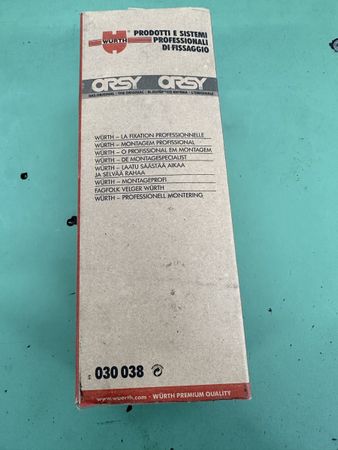 WÜRTH
PRODOTTI E SISTEMI
PROFESSIONALI
DI FISSAGGIO
ORSY ORSY
WÜRTH – LA FIXATION PROFESSIONNELLE
WÜRTH – MONTAGEM PROFISSIONAL
WÜRTH – O PROFISSIONAL EM MONTAGEM
WÜRTH – DE MONTAGESPECIALIST
WÜRTH – LAATU SÄÄSTÄÄ AIKAA
JA SELVÄÄ RAHAA
WÜRTH – MONTAGEPROFI
FAGFOLK VELGER WÜRTH
WÜRTH – PROFESSIONELL MONTERING
030 038
www.wuerth.com - WÜRTH PREMIUM QUALITY